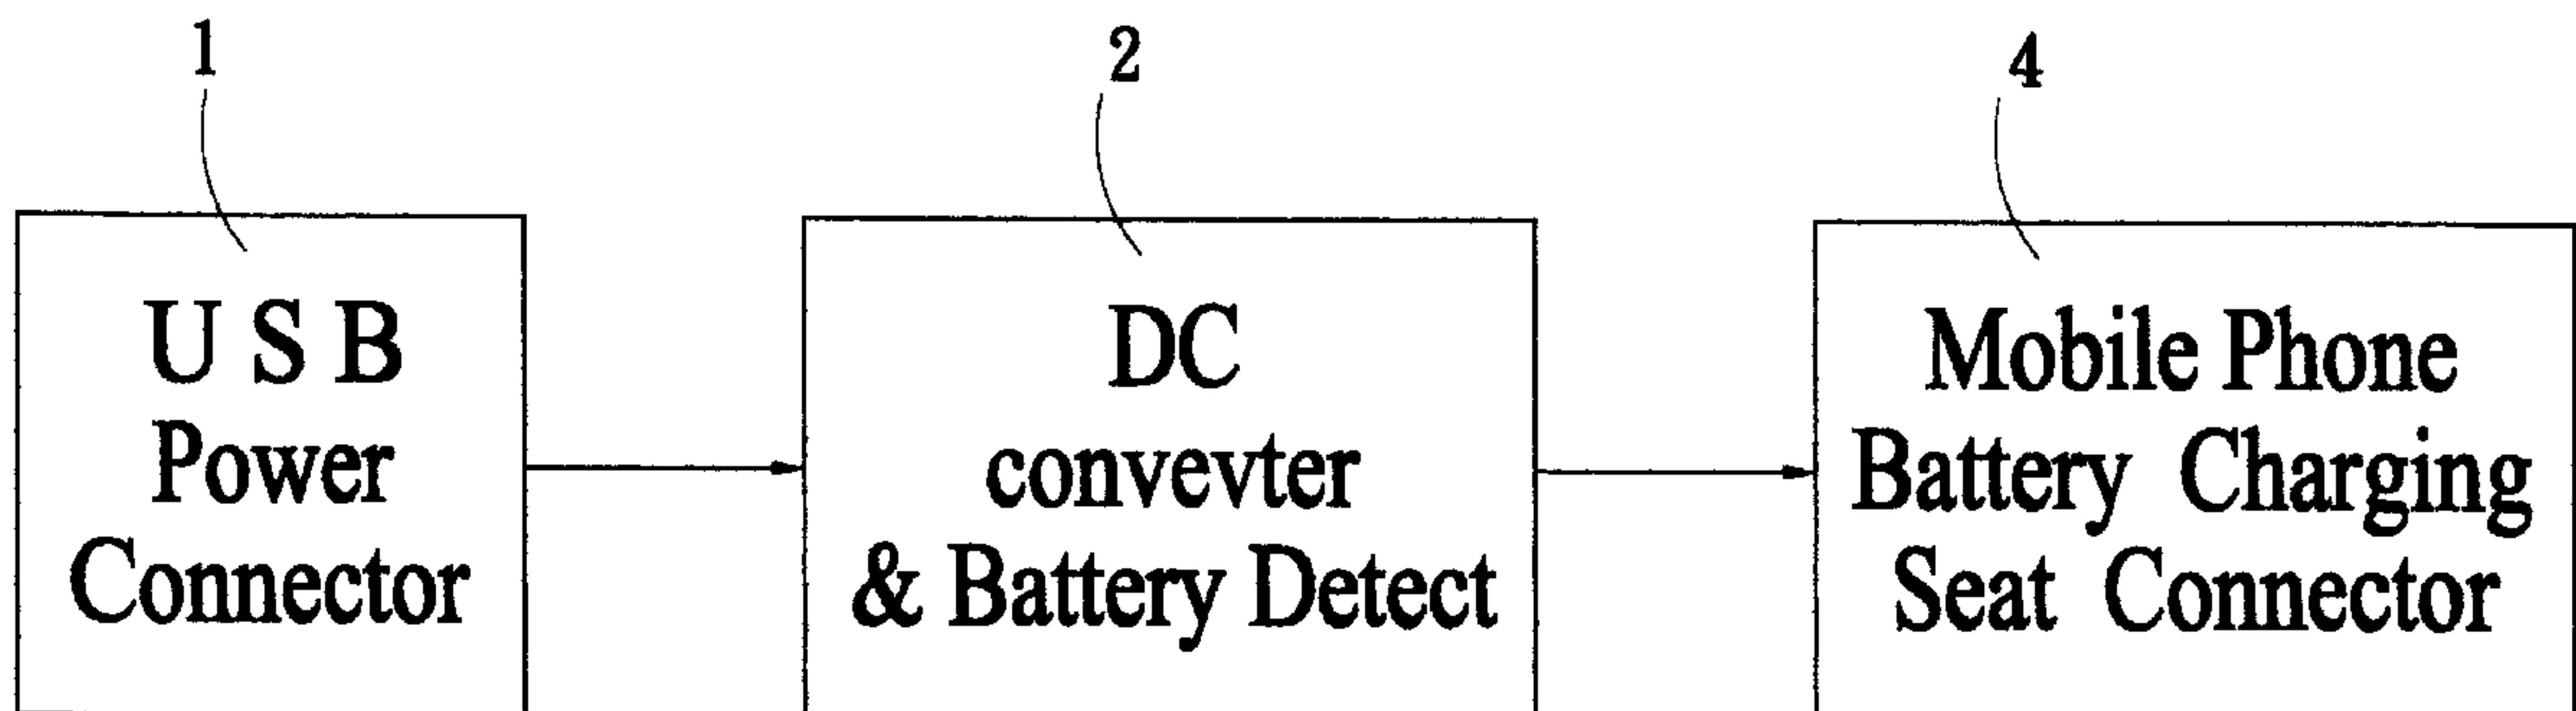 1
2
4
U S B
Power
Connector
DC
convevter
& Battery Detect
Mobile Phone
Battery Charging
Seat Connector